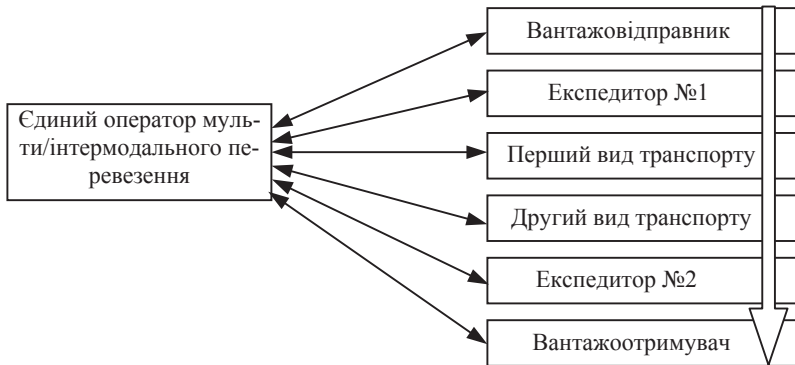 Вантажовідправник
Експедитор №1
Єдиний оператор муль-
ти/інтермодального пе-
ревезення
Перший вид транспорту
Другий вид транспорту
Експедитор №2
Вантажоотримувач